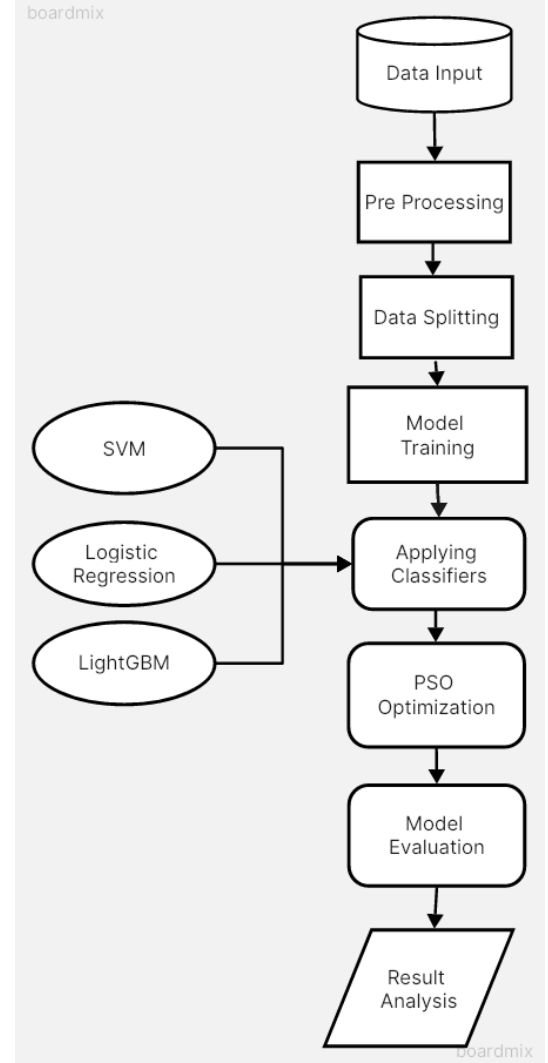 boardmix
Data Input
Pre Processing
Data Splitting
Model
Training
SVM
Logistic
Regression
LightGBM
Applying
Classifiers
PSO
Optimization
Model
Evaluation
Result
Analysis
boardmix